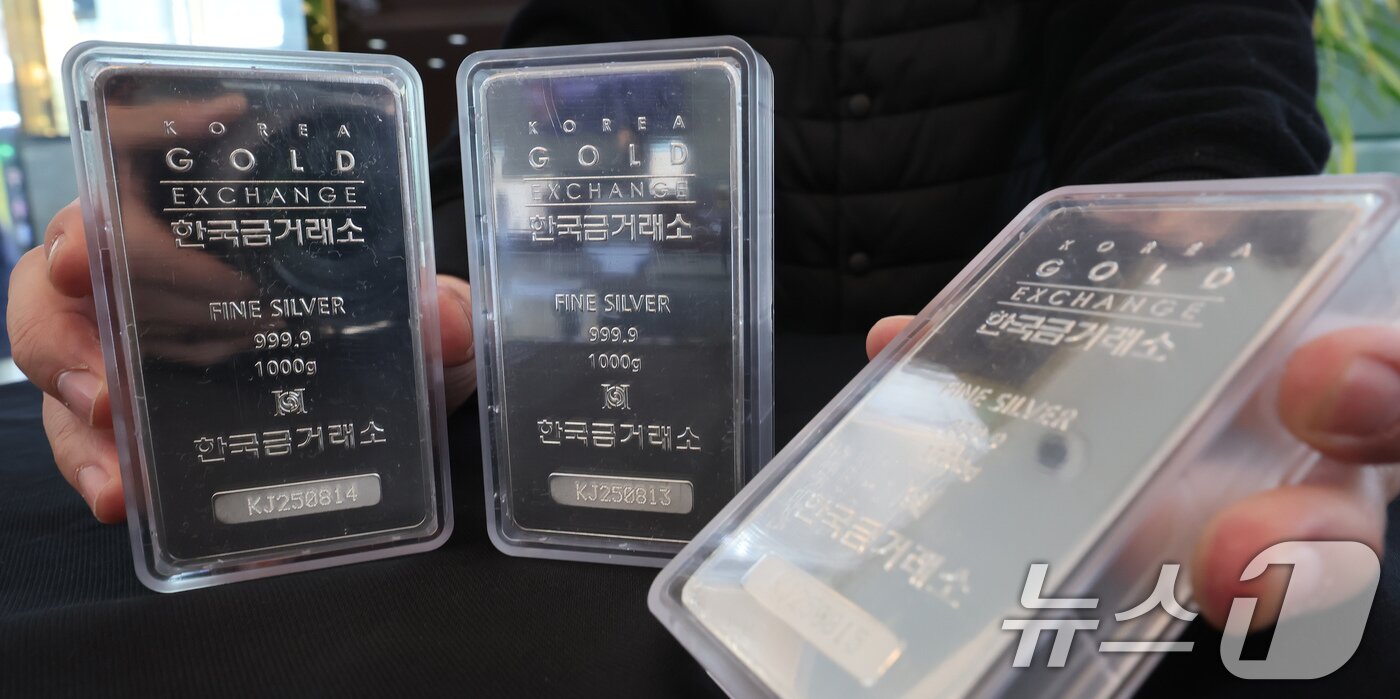 KOREA
GOLD
EXCHANGE
한국금거래소
FINE SILVER
999.9
1000g
한국금거래소
KJ250814
KOREA
GOLD
EXCHANGE
한국금거래소
FINE SILVER
999.9
1000g
한국금거래소
KJ250813
KOREA
GOLD
EXCHANGE
한국금거래소
FINE SILVER
한국금거래소
뉴스1